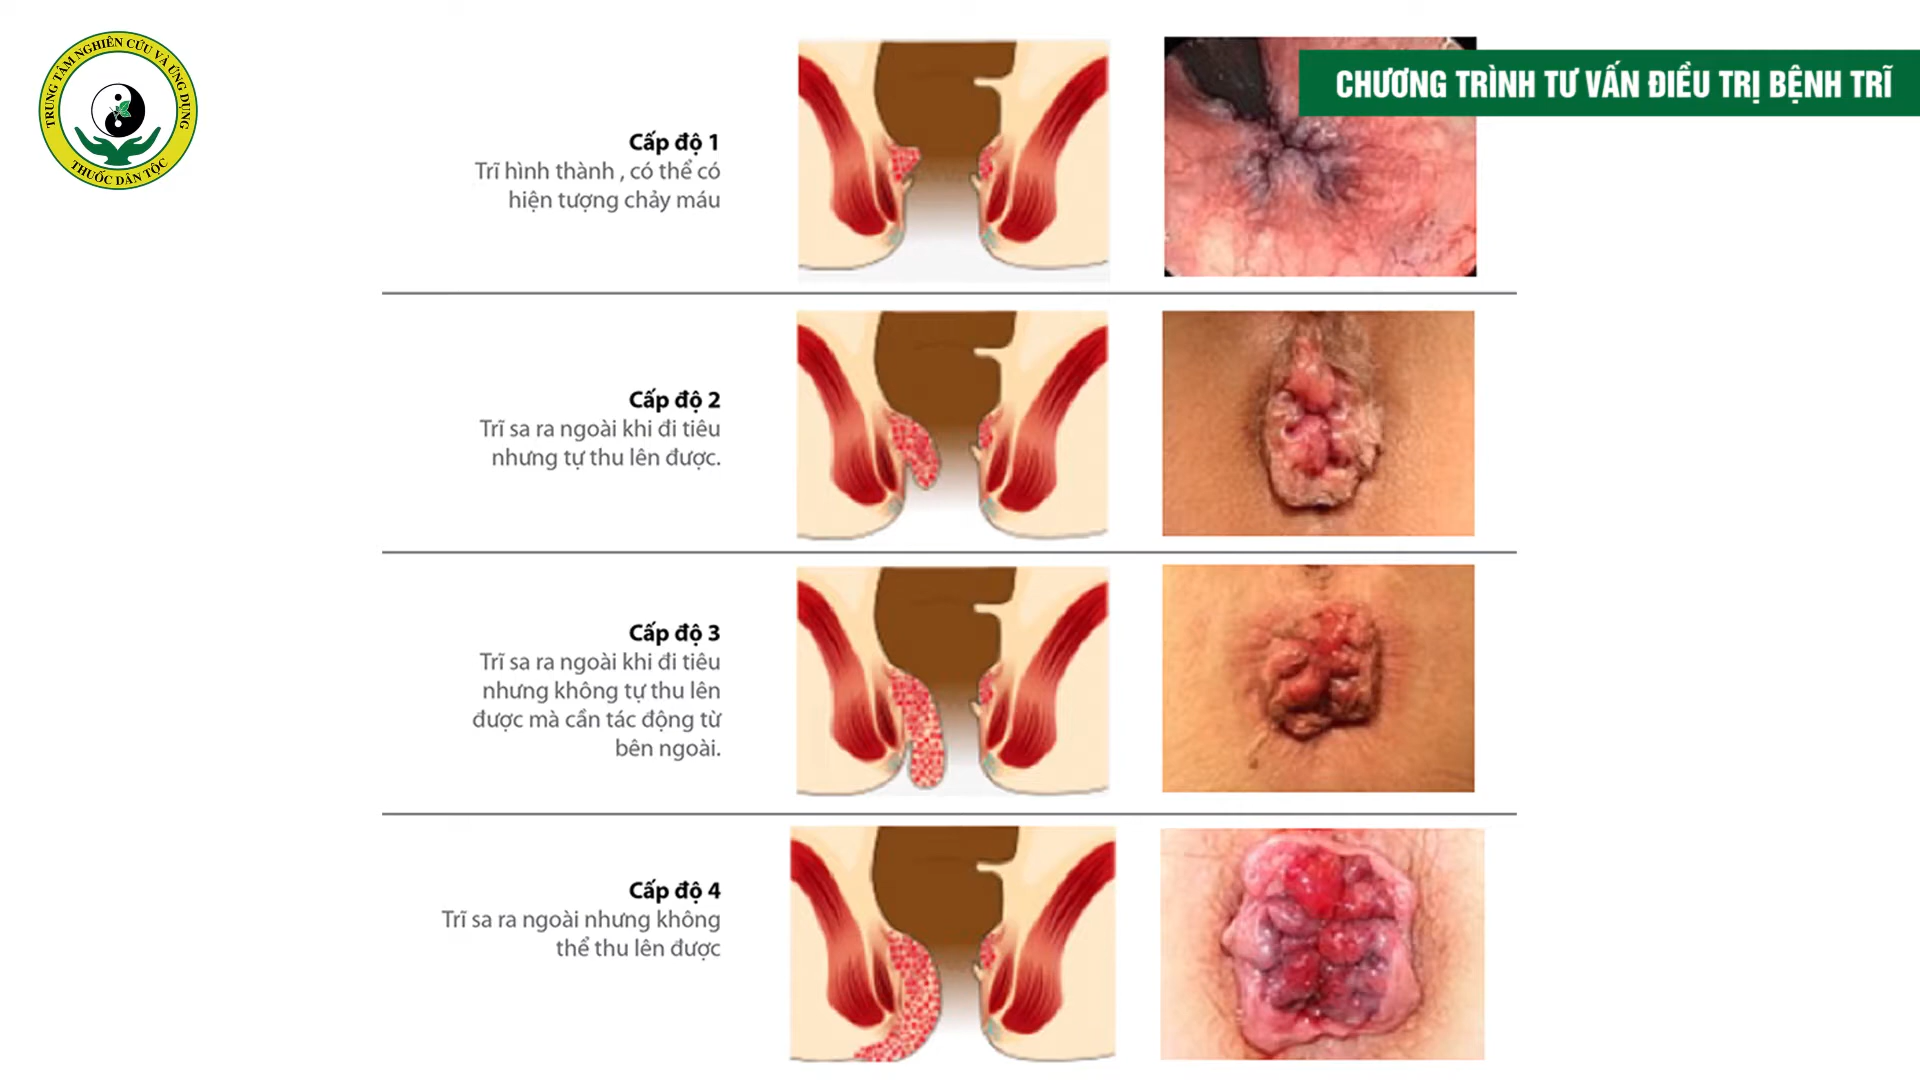 TRUNG TÂM NGHIÊN CỨU VÀ ỨNG DỤNG
THUỐC DÂN TỘC
CHƯƠNG TRÌNH TƯ VẤN ĐIỀU TRỊ BỆNH TRĨ
Cấp độ 1
Trĩ hình thành , có thể có
hiện tượng chảy máu
Cấp độ 2
Trĩ sa ra ngoài khi đi tiêu
nhưng tự thu lên được.
Cấp độ 3
Trĩ sa ra ngoài khi đi tiêu
nhưng không tự thu lên
được mà cần tác động từ
bên ngoài.
Cấp độ 4
Trĩ sa ra ngoài nhưng không
thể thu lên được